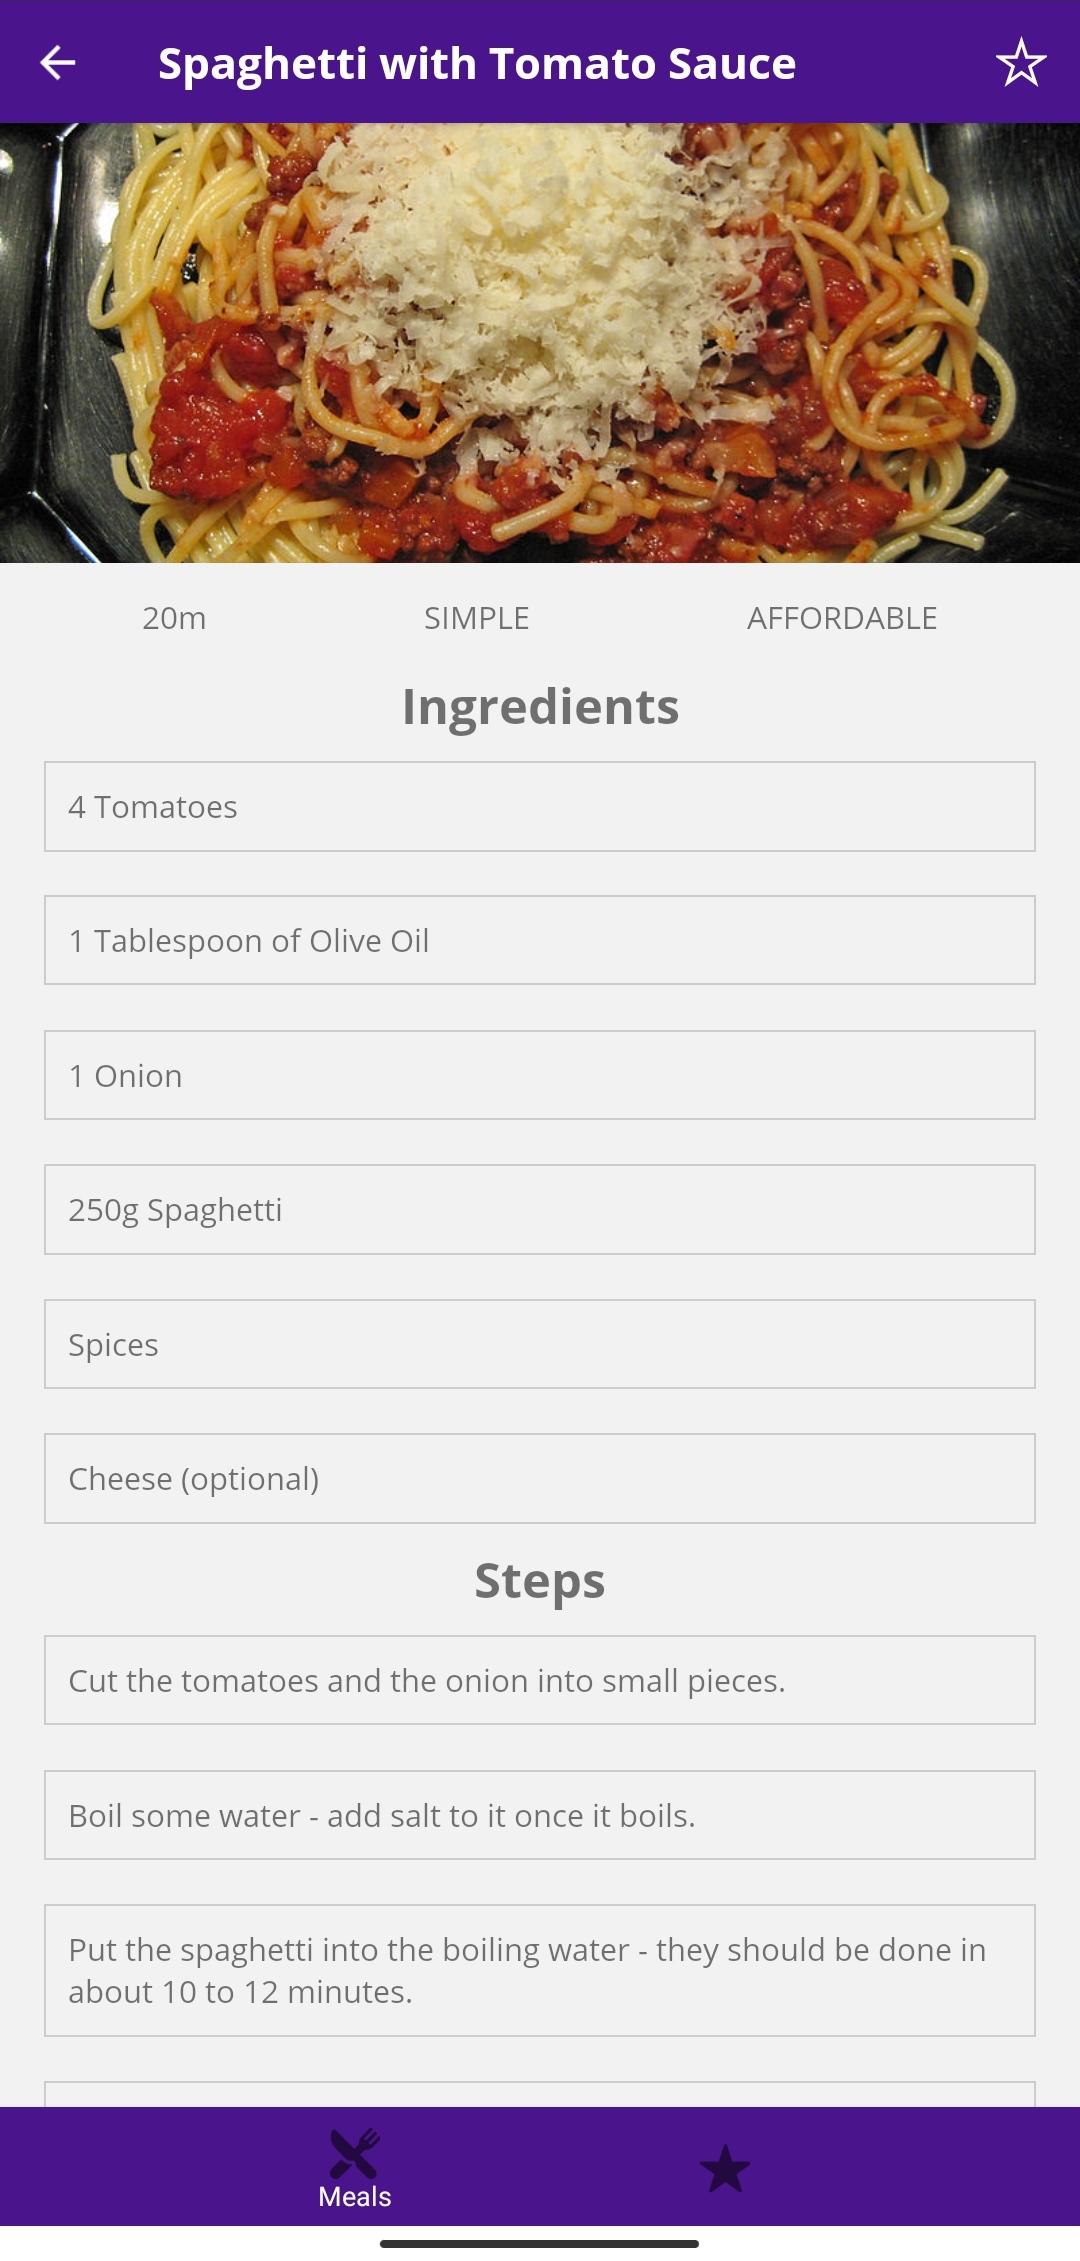 Spaghetti with Tomato Sauce
20m SIMPLE AFFORDABLE
Ingredients
4 Tomatoes
1 Tablespoon of Olive Oil
1 Onion
250g Spaghetti
Spices
Cheese (optional)
Steps
Cut the tomatoes and the onion into small pieces.
Boil some water - add salt to it once it boils.
Put the spaghetti into the boiling water - they should be done in
about 10 to 12 minutes.
Meals